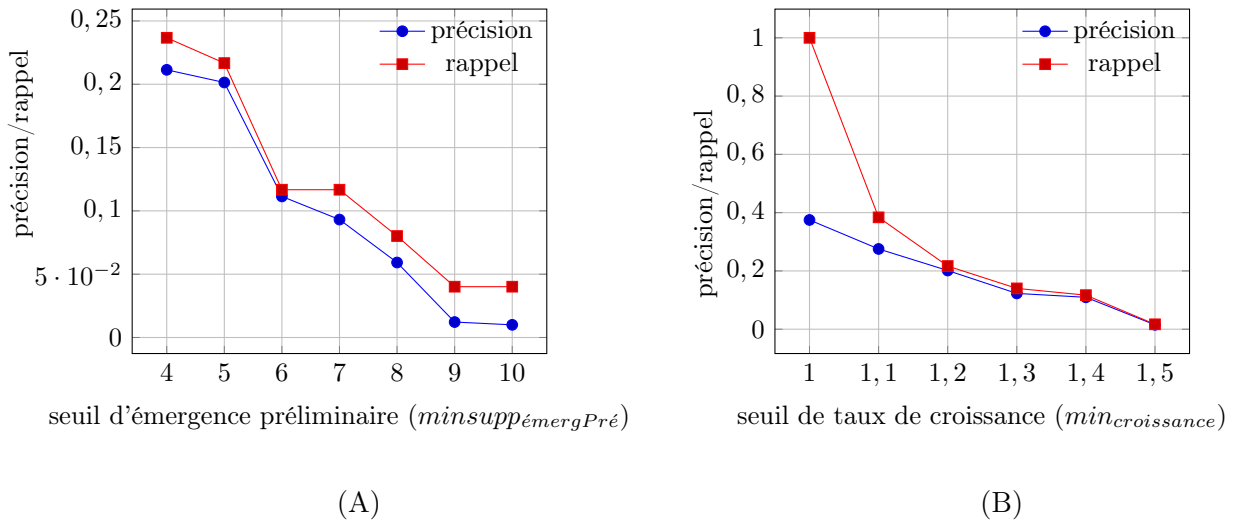 0, 25
0, 2
0, 15
0, 1
5 · 10−2
0
précision/rappel
précision
rappel
4 5 6 7 8 9 10
seuil d'émergence préliminaire (minsuppémergPré)
(A)
1
0, 8
0, 6
0, 4
0, 2
0
précision/rappel
précision
rappel
1 1, 1 1, 2 1, 3 1, 4 1, 5
seuil de taux de croissance (mincroissance)
(B)